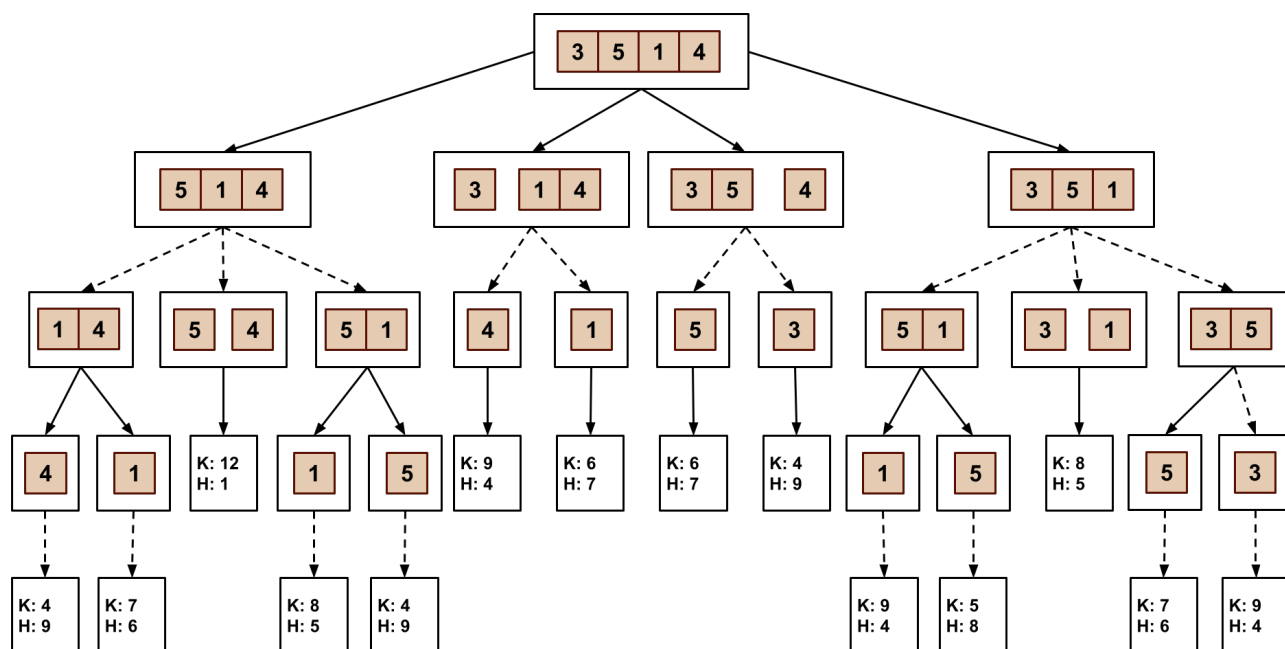 3 5 1 4
5 1 4
3 1 4
3 5 4
3 5 1
1 4
5 4
5 1
4
1
5
3
5 1
3 1
3 5
4
1
K: 12
H: 1
1
5
K: 9
H: 4
K: 6
H: 7
K: 6
H: 7
K: 4
H: 9
1
5
K: 8
H: 5
5
3
K: 4
H: 9
K: 7
H: 6
K: 8
H: 5
K: 4
H: 9
K: 9
H: 4
K: 5
H: 8
K: 7
H: 6
K: 9
H: 4